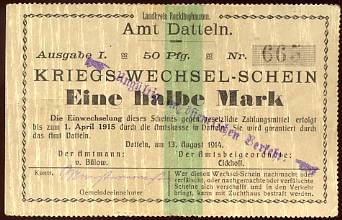 Landkreis Recklinghausen.
Amt Datteln.
Ausgabe I. 50 Pfg. Nr. 665
KRIEGS-WECHSEL-SCHEIN
Eine halbe Mark
Die Einwechselung dieses Scheines gegen gesetzliche Zahlungsmittel erfolgt
bis zum 1. April 1915 durch die Amtskasse in Datteln. Sie wird garantiert durch
das Amt Datteln.
Datteln, im 13. August 1914.
Der Amtmann: Der Amtsbeigeordnete:
v. Bülow. Eickhoff.
Kontr. Wer diesen Wechsel-Schein nachmacht oder
verfälscht, oder nachgemachte oder verfälschte
Scheine sich verschafft und in den Verkehr
Gemeindeeinnehmer. bringt, kann mit Zuchthaus bestraft werden.